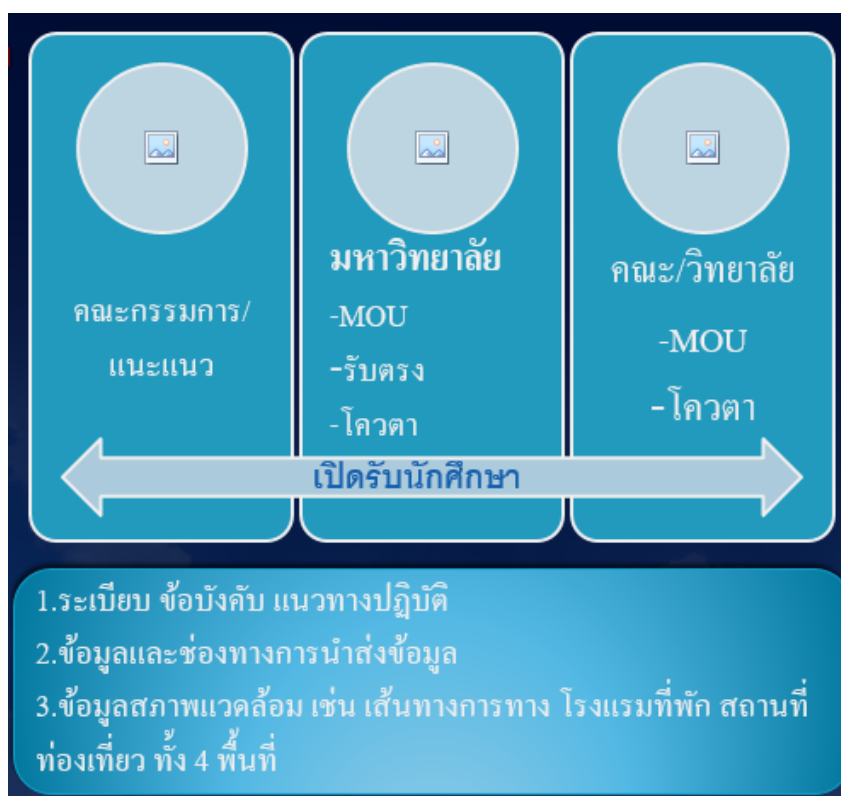 คณะกรรมการ/
แนะแนว
มหาวิทยาลัย
-MOU
-รับตรง
-โควตา
คณะ/วิทยาลัย
-MOU
-โควตา
เปิดรับนักศึกษา
1.ระเบียบ ข้อบังคับ แนวทางปฏิบัติ
2.ข้อมูลและช่องทางการนำส่งข้อมูล
3.ข้อมูลสภาพแวดล้อม เช่น เส้นทางการทาง โรงแรมที่พัก สถานที่
ท่องเที่ยว ทั้ง 4 พื้นที่